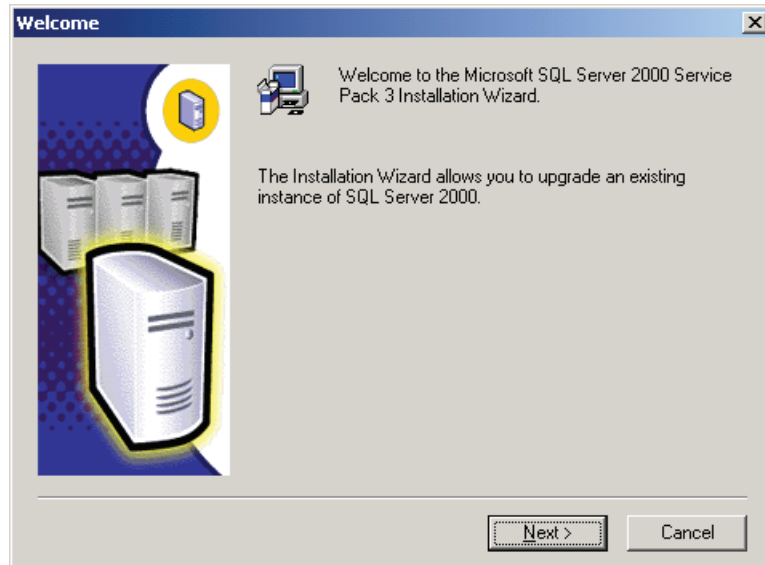 Welcome
Welcome to the Microsoft SQL Server 2000 Service
Pack 3 Installation Wizard.
The Installation Wizard allows you to upgrade an existing
instance of SQL Server 2000.
Next >
Cancel